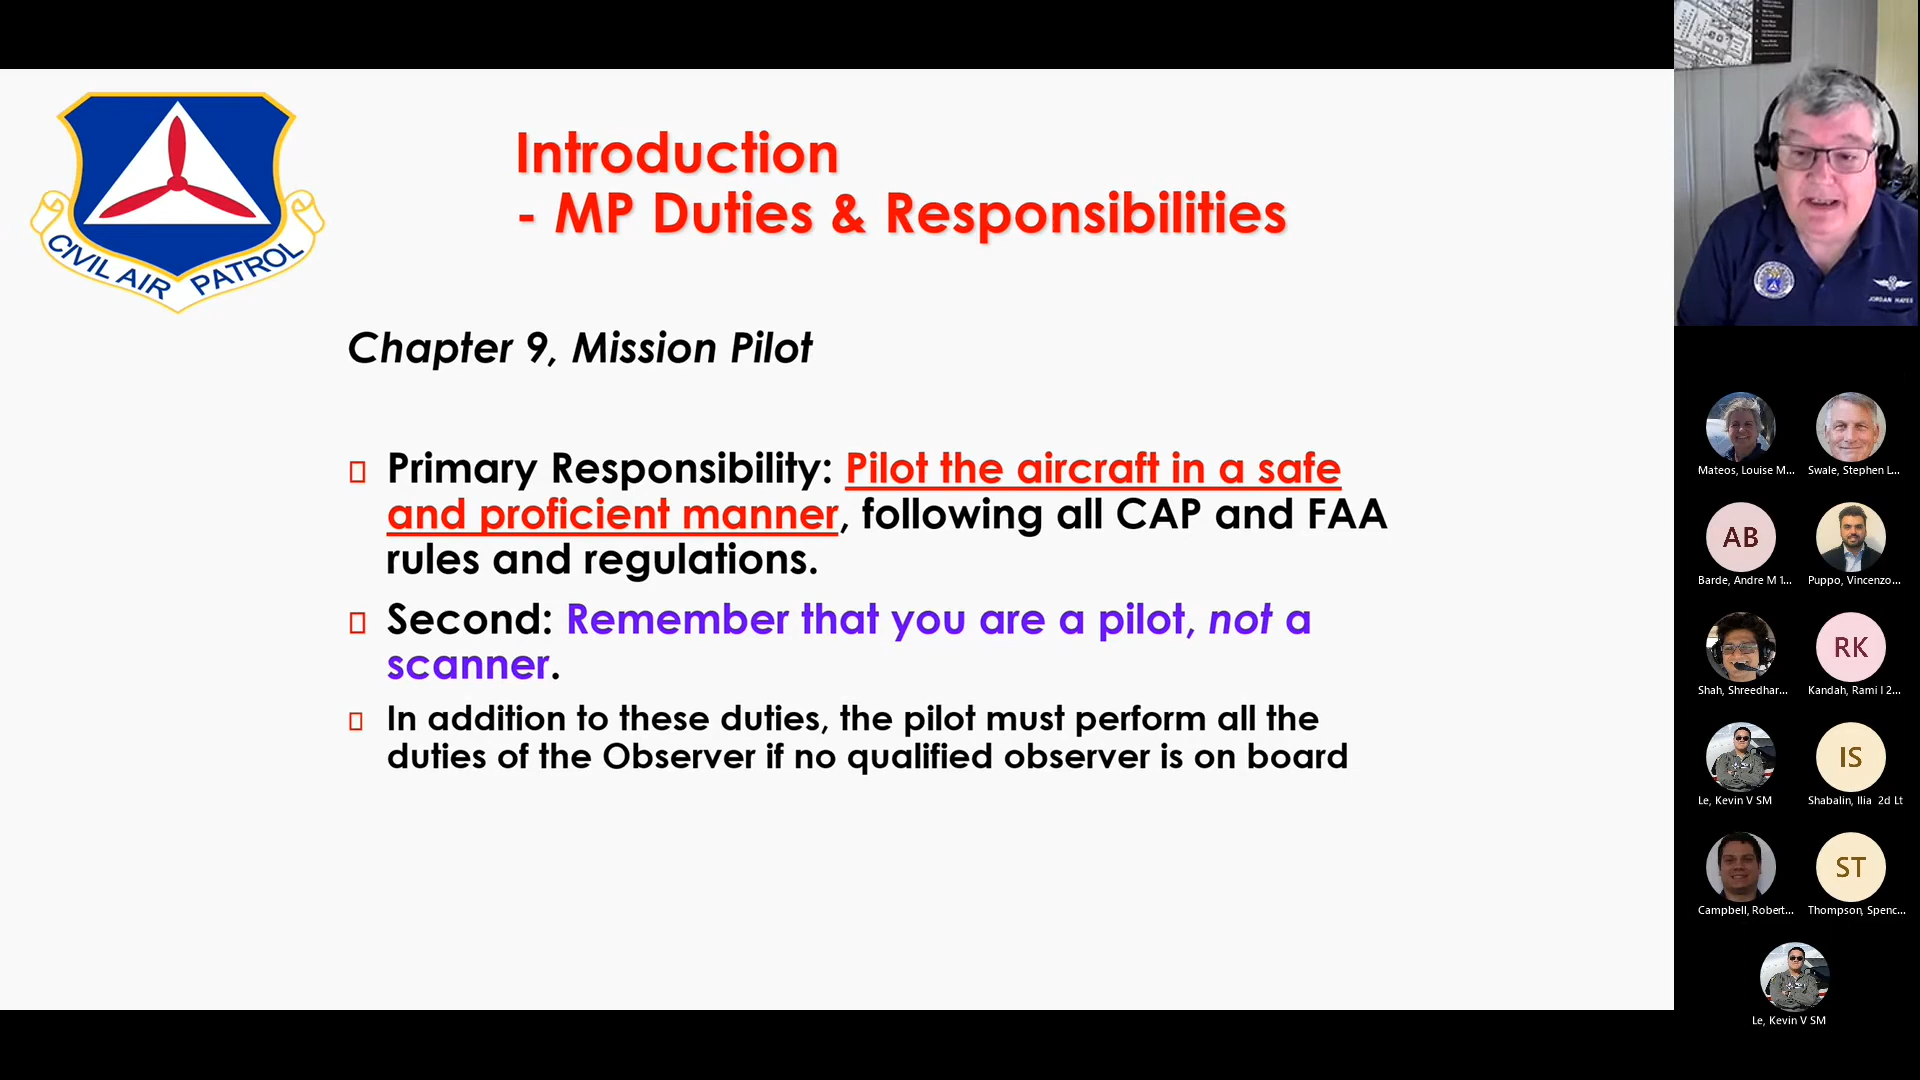 CIVIL AIR PATROL
Introduction
- MP Duties & Responsibilities
Chapter 9, Mission Pilot
Primary Responsibility: Pilot the aircraft in a safe
and proficient manner, following all CAP and FAA
rules and regulations.
Second: Remember that you are a pilot, not a
scanner.
In addition to these duties, the pilot must perform all the
duties of the Observer if no qualified observer is on board
JORDAN HAYES
Mateos, Louise M...
Swale, Stephen L...
AB
Barde, Andre M 1...
Puppo, Vincenzo...
Shah, Shreedhar...
RK
Kandah, Rami I 2...
Le, Kevin V SM
IS
Shabalin, Ilia 2d Lt
Campbell, Robert...
ST
Thompson, Spenc...
Le, Kevin V SM